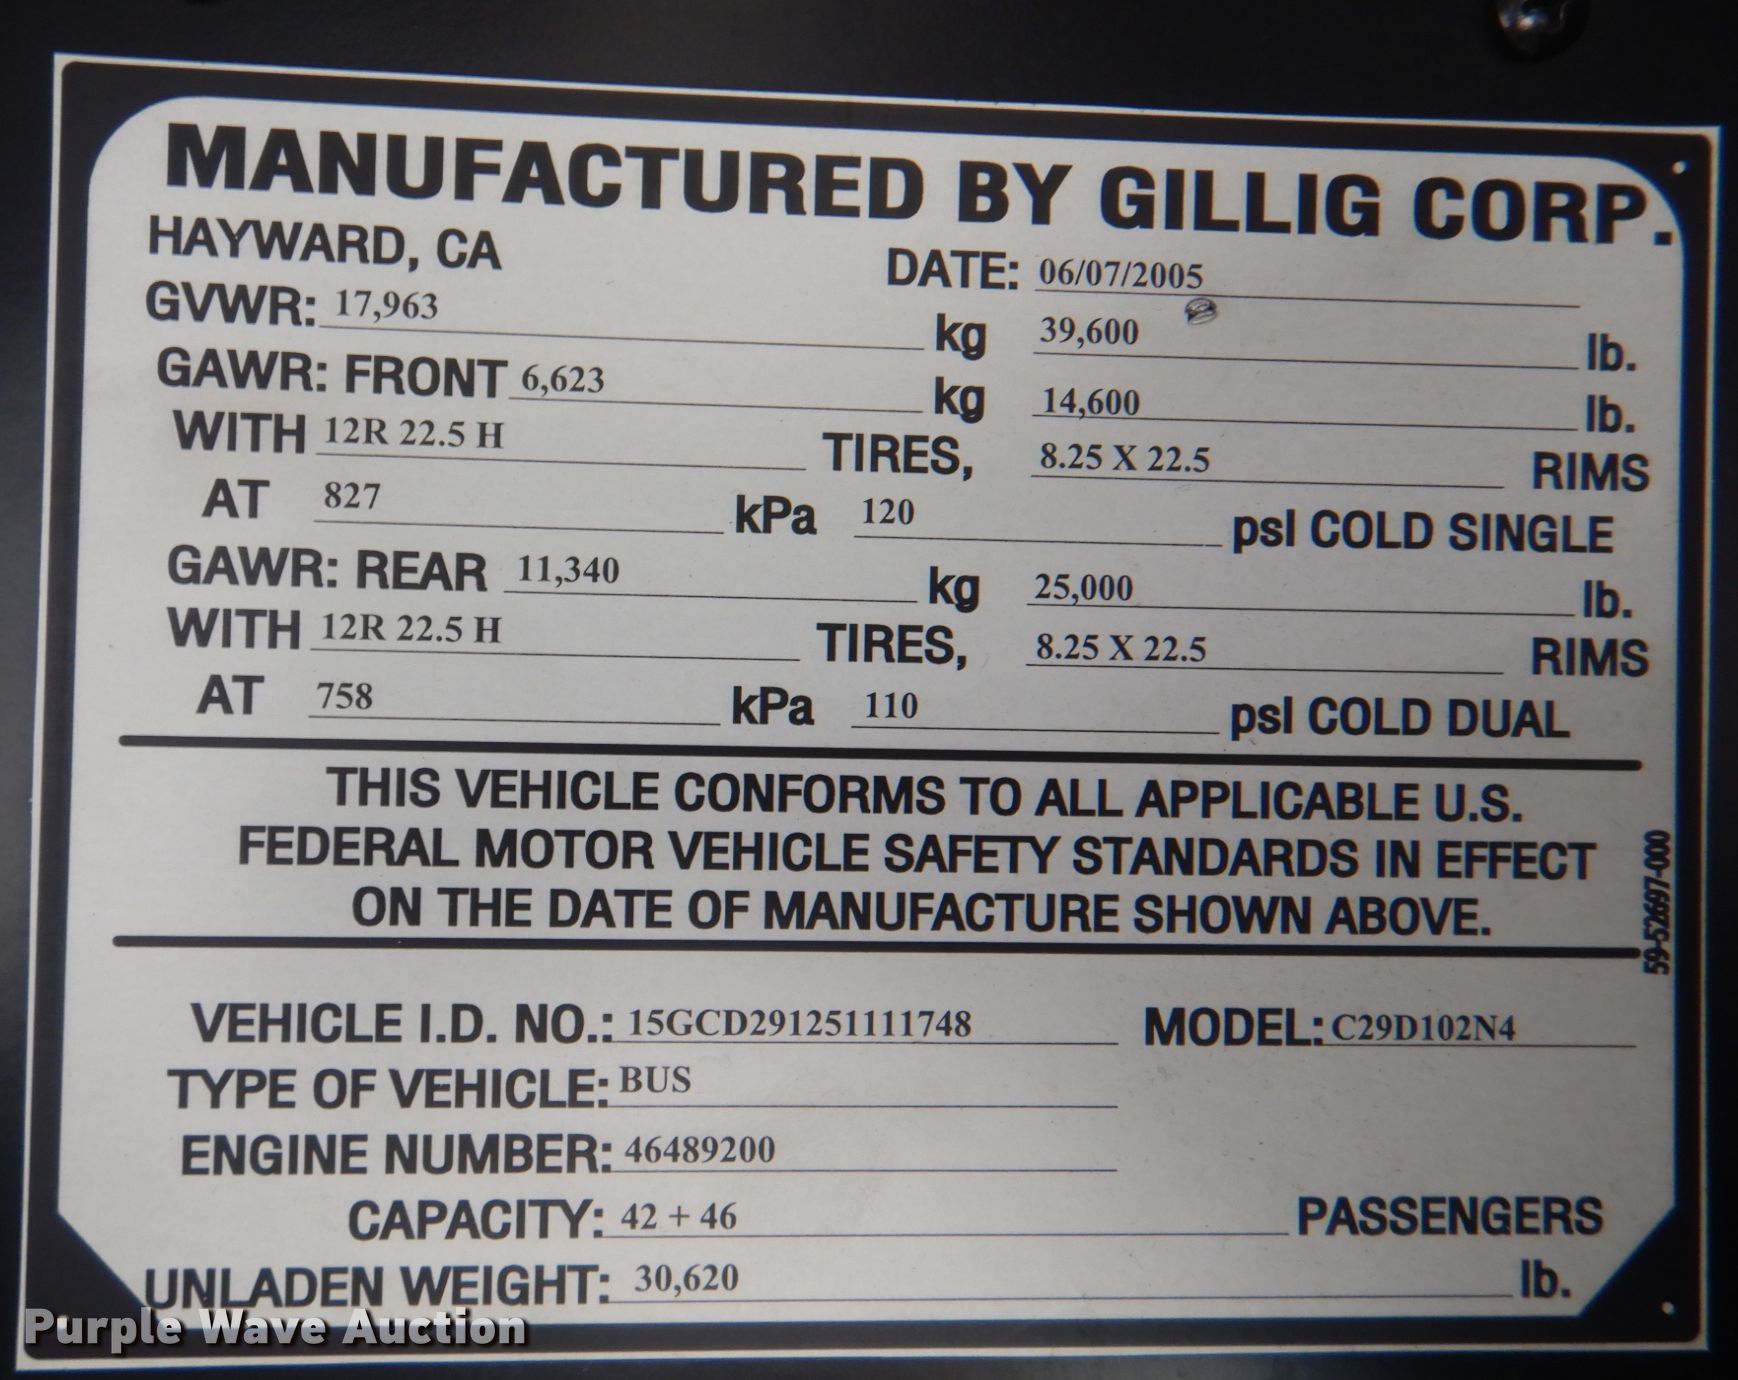 MANUFACTURED BY GILLIG CORP.
HAYWARD, CA DATE: 06/07/2005
GVWR: 17,963 kg 39,600 lb.
GAWR: FRONT 6,623 kg 14,600 lb.
WITH 12R 22.5 H TIRES, 8.25 X 22.5 RIMS
AT 827 kPa 120 psl COLD SINGLE
GAWR: REAR 11,340 kg 25,000 lb.
WITH 12R 22.5 H TIRES, 8.25 X 22.5 RIMS
AT 758 kPa 110 psl COLD DUAL
THIS VEHICLE CONFORMS TO ALL APPLICABLE U.S.
FEDERAL MOTOR VEHICLE SAFETY STANDARDS IN EFFECT
ON THE DATE OF MANUFACTURE SHOWN ABOVE.
59-52697-000
VEHICLE I.D. NO.: 15GCD291251111748 MODEL: C29D102N4
TYPE OF VEHICLE: BUS
ENGINE NUMBER: 46489200
CAPACITY: 42 + 46 PASSENGERS
UNLADEN WEIGHT: 30,620 lb.
Purple Wave Auction